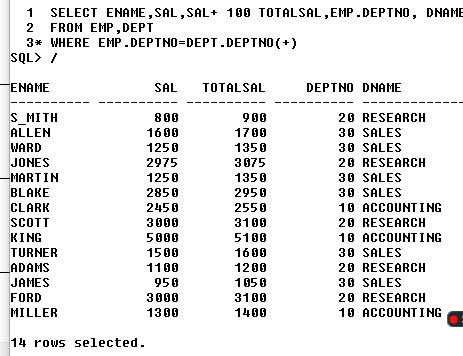 1 SELECT ENAME,SAL,SAL+ 100 TOTALSAL,EMP.DEPTNO, DNAME
2 FROM EMP,DEPT
3* WHERE EMP.DEPTNO=DEPT.DEPTNO(+)
SQL> /
ENAME SAL TOTALSAL DEPTNO DNAME
---------- ---------- ---------- ---------- ----------
S_MITH 800 900 20 RESEARCH
ALLEN 1600 1700 30 SALES
WARD 1250 1350 30 SALES
JONES 2975 3075 20 RESEARCH
MARTIN 1250 1350 30 SALES
BLAKE 2850 2950 30 SALES
CLARK 2450 2550 10 ACCOUNTING
SCOTT 3000 3100 20 RESEARCH
KING 5000 5100 10 ACCOUNTING
TURNER 1500 1600 30 SALES
ADAMS 1100 1200 20 RESEARCH
JAMES 950 1050 30 SALES
FORD 3000 3100 20 RESEARCH
MILLER 1300 1400 10 ACCOUNTING
14 rows selected.